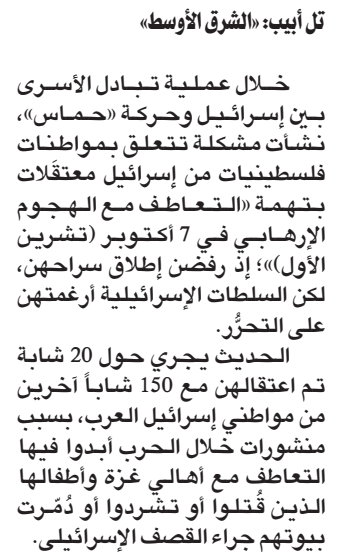 تل أبيب: «الشرق الأوسط»
خلال عملية تبادل الأسرى
بين إسرائيل وحركة «حماس»،
نشأت مشكلة تتعلق بمواطنات
فلسطينيات من إسرائيل معتقَلات
بتهمة «التعاطف مع الهجوم
الإرهابي في 7 أكتوبر (تشرين
الأول)»؛ إذ رفضن إطلاق سراحهن،
لكن السلطات الإسرائيلية أرغمتهن
على التحرُّر.
الحديث يجري حول 20 شابة
تم اعتقالهن مع 150 شاباً آخرين
من مواطني إسرائيل العرب، بسبب
منشورات خلال الحرب أبدوا فيها
التعاطف مع أهالي غزة وأطفالها
الذين قُتلوا أو تشردوا أو دُمّرت
بيوتهم جراء القصف الإسرائيلي.